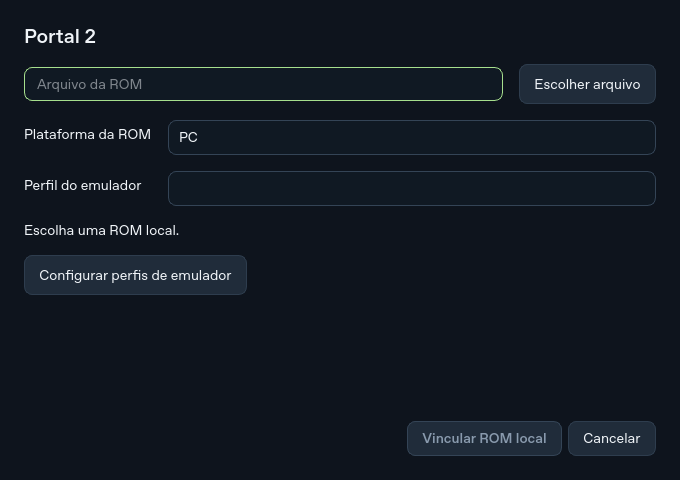 Portal 2
Arquivo da ROM
Escolher arquivo
Plataforma da ROM
PC
Perfil do emulador
Escolha uma ROM local.
Configurar perfis de emulador
Vincular ROM local
Cancelar